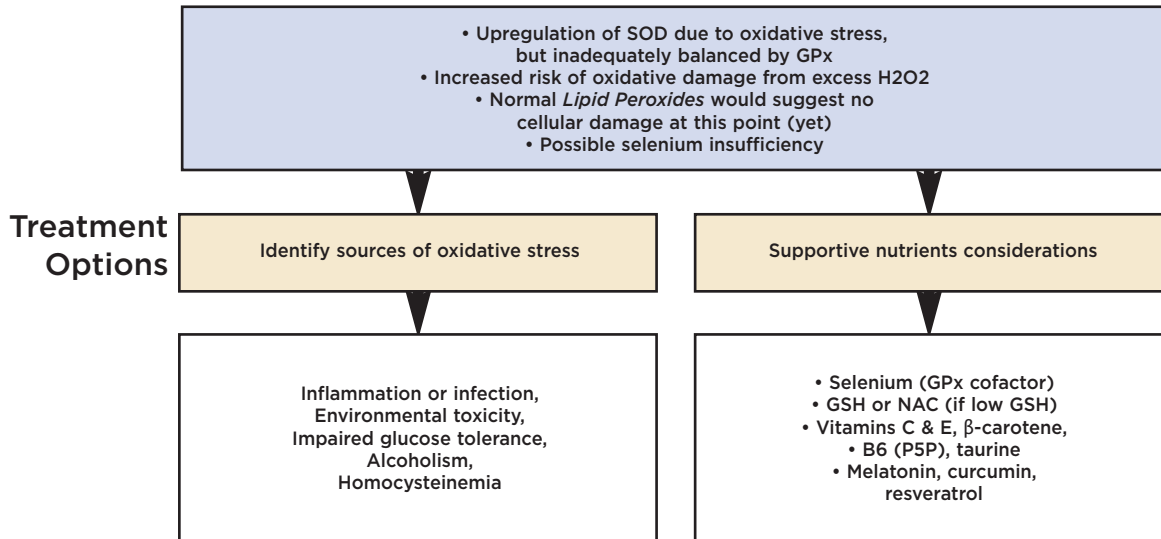 • Upregulation of SOD due to oxidative stress,
but inadequately balanced by GPx
• Increased risk of oxidative damage from excess H2O2
• Normal Lipid Peroxides would suggest no
cellular damage at this point (yet)
• Possible selenium insufficiency
Treatment
Options
Identify sources of oxidative stress
Supportive nutrients considerations
Inflammation or infection,
Environmental toxicity,
Impaired glucose tolerance,
Alcoholism,
Homocysteinemia
• Selenium (GPx cofactor)
• GSH or NAC (if low GSH)
• Vitamins C & E, β-carotene,
• B6 (P5P), taurine
• Melatonin, curcumin,
resveratrol